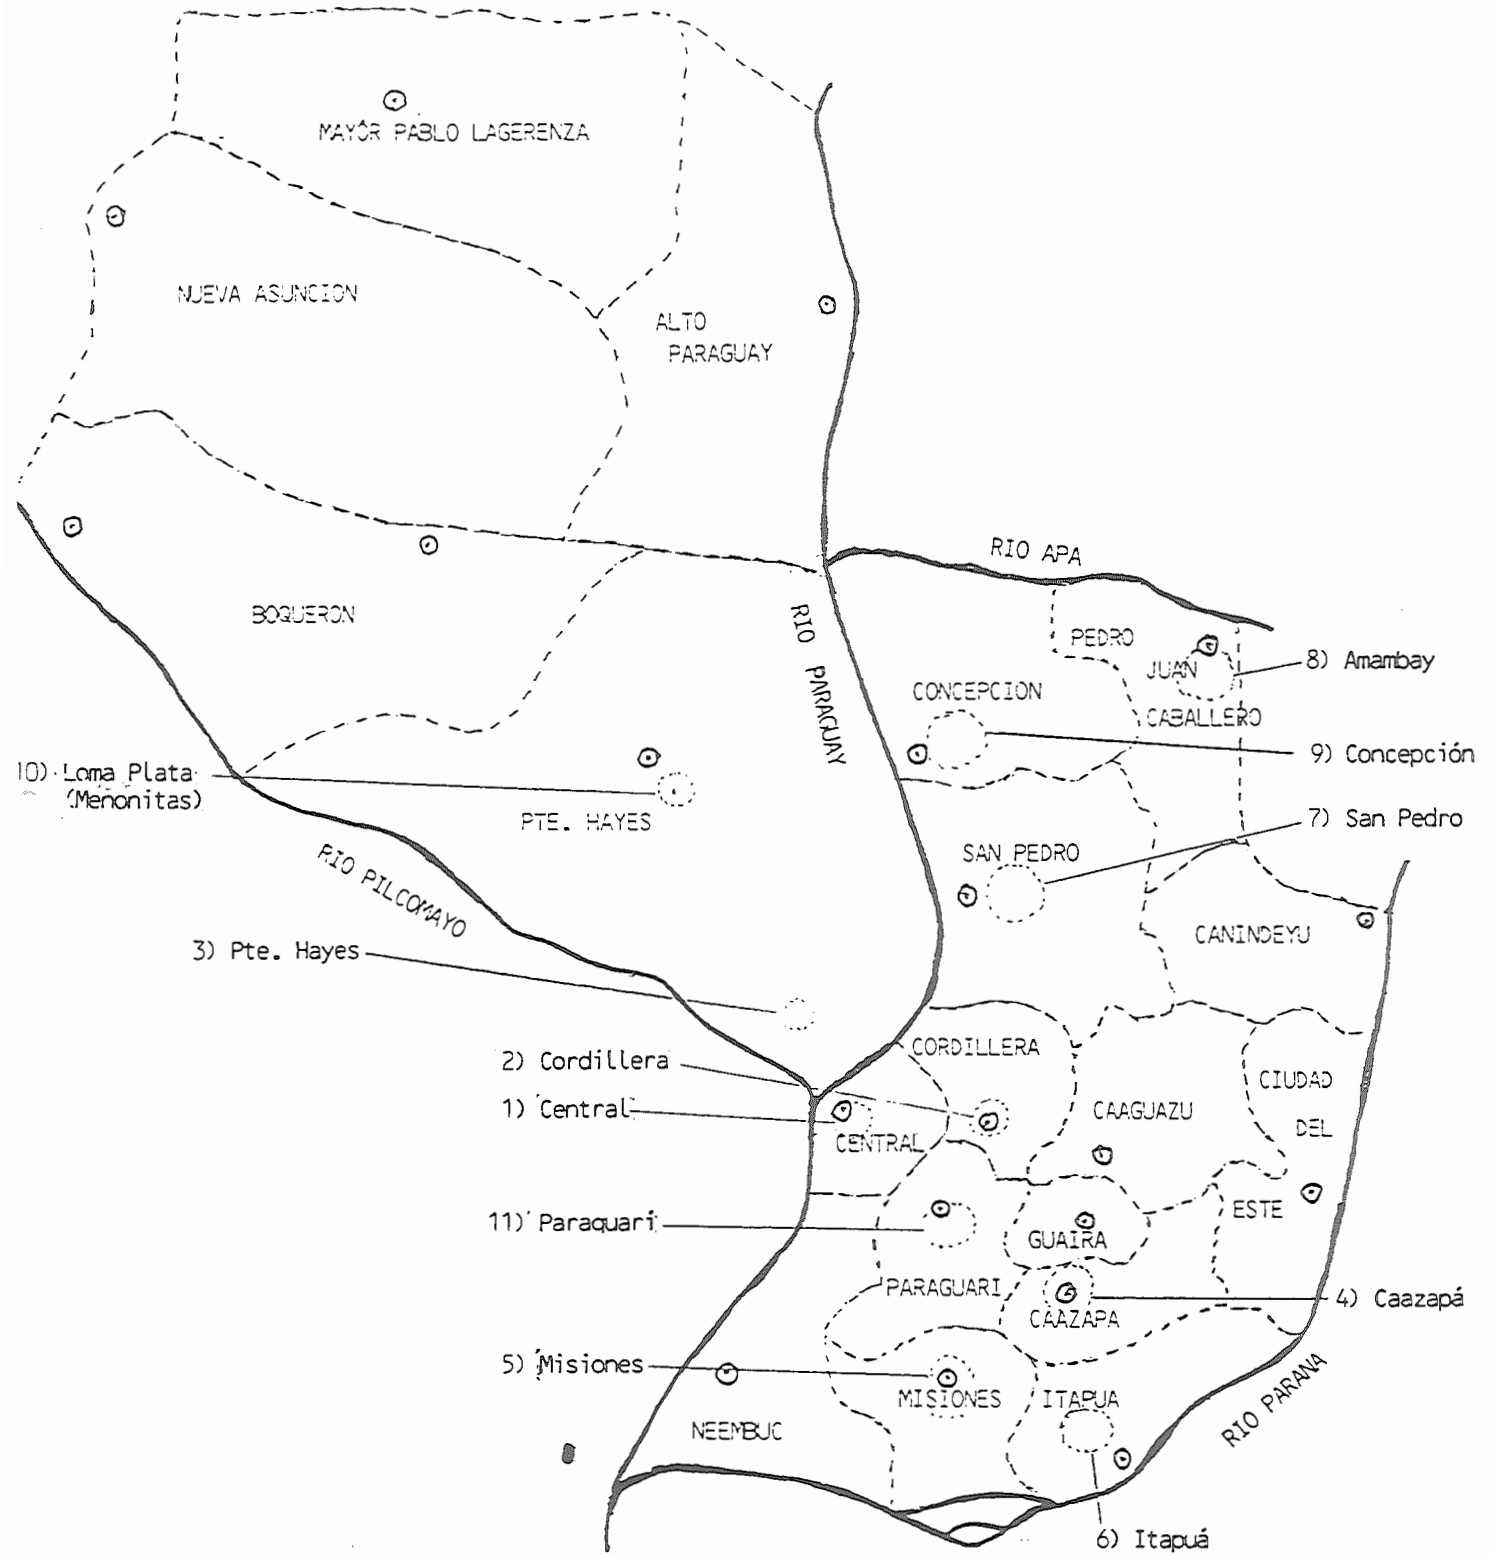 MAYOR PABLO LAGERENZA
NUEVA ASUNCION
ALTO
PARAGUAY
RIO APA
BOQUERON
RIO PARAGUAY
PEDRO
JUAN
CABALLERO
8) Amambay
CONCEPCION
9) Concepción
10) Loma Plata
(Menonitas)
PTE. HAYES
7) San Pedro
SAN PEDRO
RIO PILCOMAYO
CANINDEYU
3) Pte. Hayes
CORDILLERA
2) Cordillera
CIUDAD
DEL
ESTE
1) Central
CAAGUAZU
CENTRAL
11) Paraquarí
GUAIRA
PARAGUARI
4) Caazapá
CAAZAPA
5) Misiones
MISIONES
ITAPUA
RIO PARANA
NEEMBUC
6) Itapuá